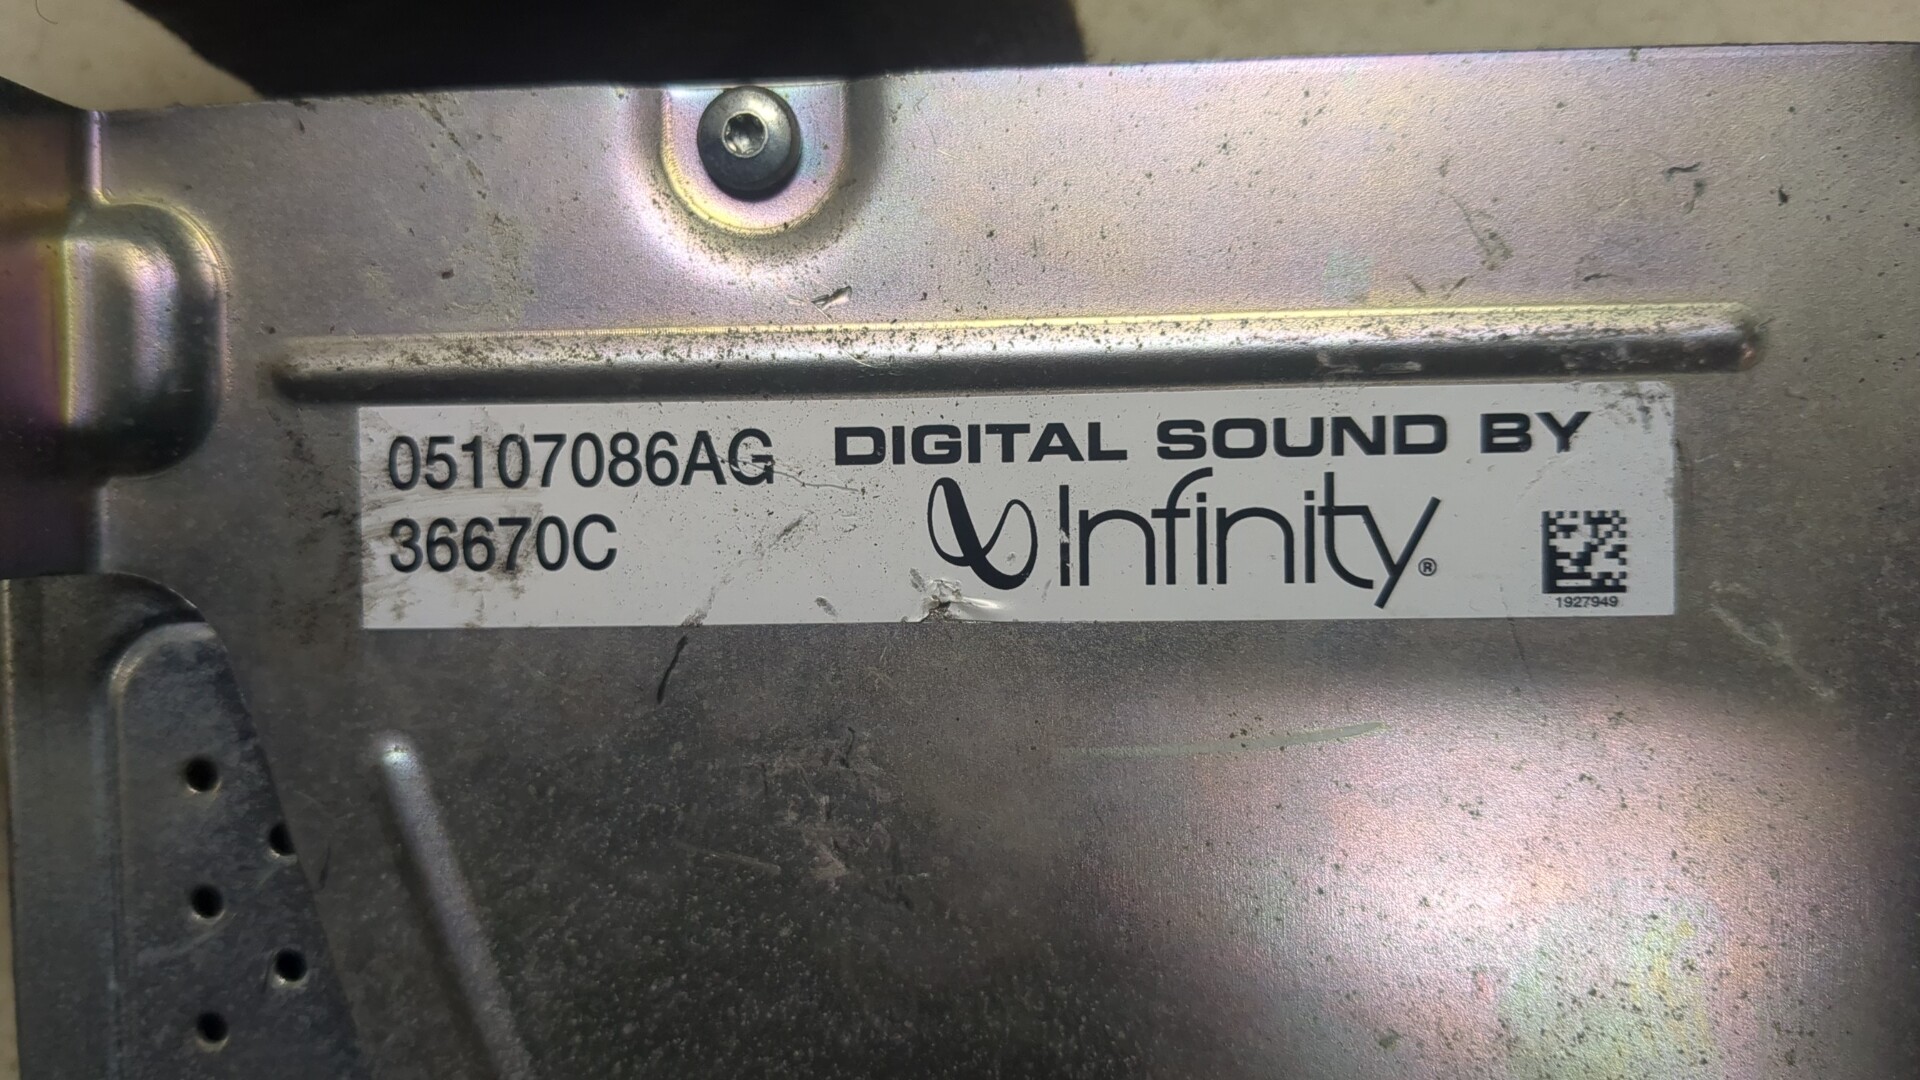 05107086AG
36670C
DIGITAL SOUND BY
Infinity®
1927949